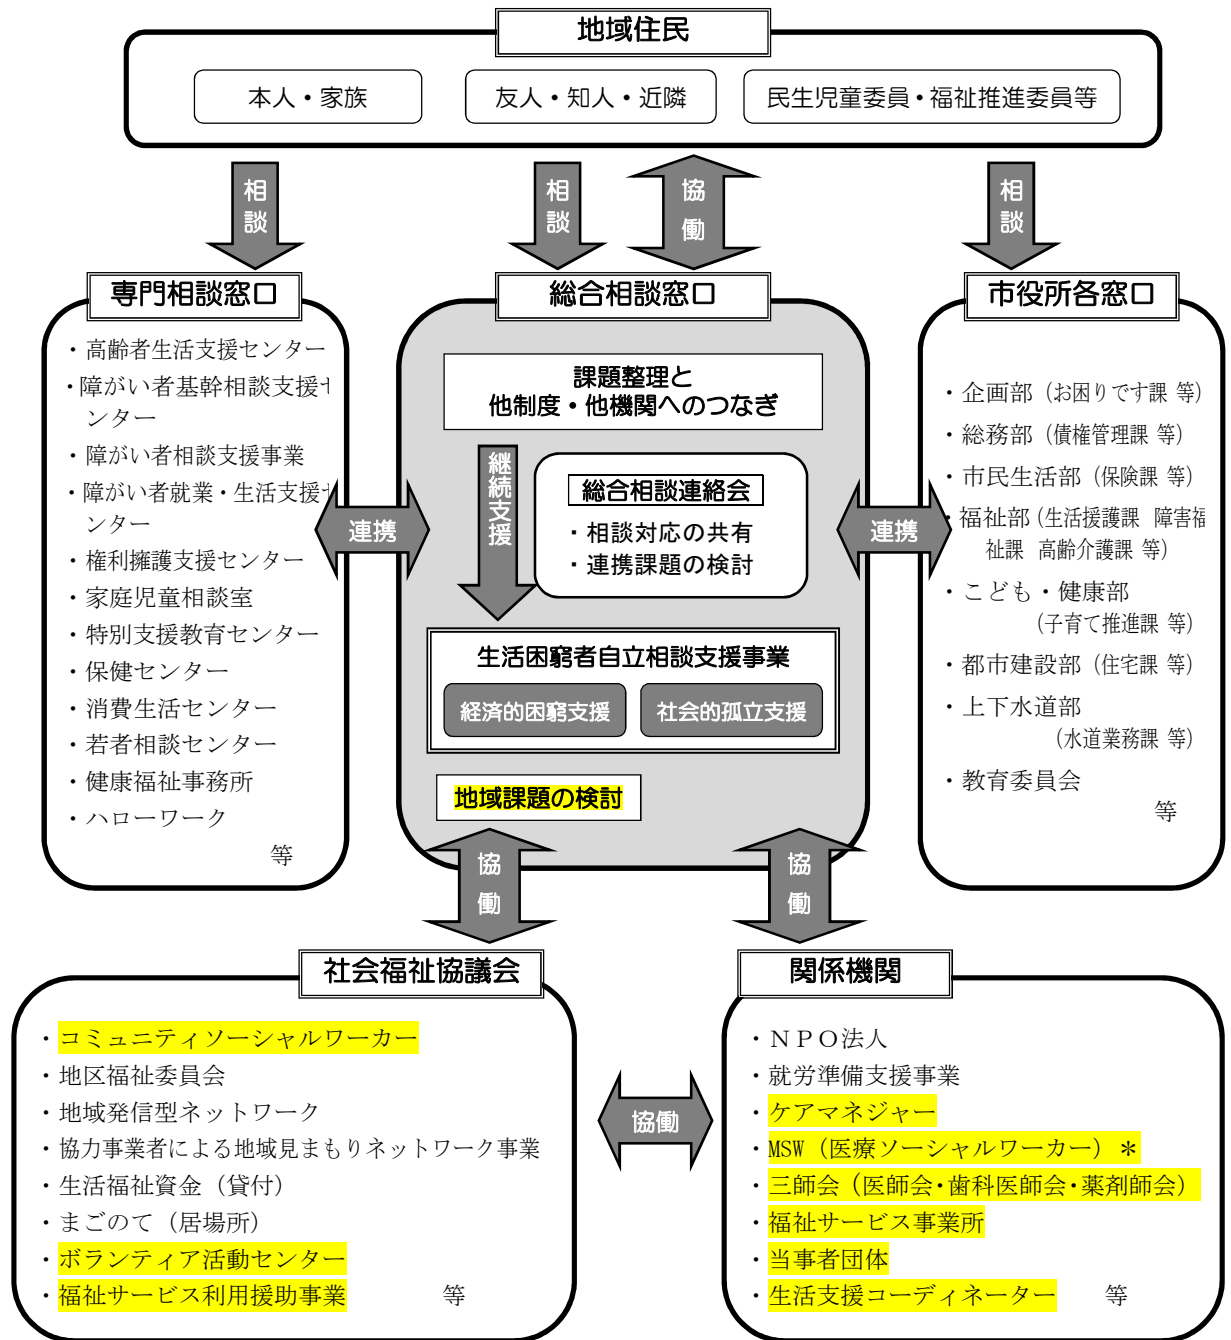 地域住民
本人・家族
友人・知人・近隣
民生児童委員・福祉推進委員等
相談
相談
協働
相談
専門相談窓口
・高齢者生活支援センター
・障がい者基幹相談支援セ
ンター
・障がい者相談支援事業
・障がい者就業・生活支援セ
ンター
・権利擁護支援センター
・家庭児童相談室
・特別支援教育センター
・保健センター
・消費生活センター
・若者相談センター
・健康福祉事務所
・ハローワーク
等
連携
総合相談窓口
課題整理と
他制度・他機関へのつなぎ
継続支援
総合相談連絡会
・相談対応の共有
・連携課題の検討
生活困窮者自立相談支援事業
経済的困窮支援
社会的孤立支援
地域課題の検討
連携
市役所各窓口
・企画部（お困りです課 等）
・総務部（債権管理課 等）
・市民生活部（保険課 等）
・福祉部（生活援護課 障害福
祉課 高齢介護課 等）
・こども・健康部
（子育て推進課 等）
・都市建設部（住宅課 等）
・上下水道部
（水道業務課 等）
・教育委員会
等
協働
協働
社会福祉協議会
・コミュニティソーシャルワーカー
・地区福祉委員会
・地域発信型ネットワーク
・協力事業者による地域見まもりネットワーク事業
・生活福祉資金（貸付）
・まごのて（居場所）
・ボランティア活動センター
・福祉サービス利用援助事業 等
協働
関係機関
・ＮＰＯ法人
・就労準備支援事業
・ケアマネジャー
・MSW（医療ソーシャルワーカー）＊
・三師会（医師会・歯科医師会・薬剤師会）
・福祉サービス事業所
・当事者団体
・生活支援コーディネーター 等